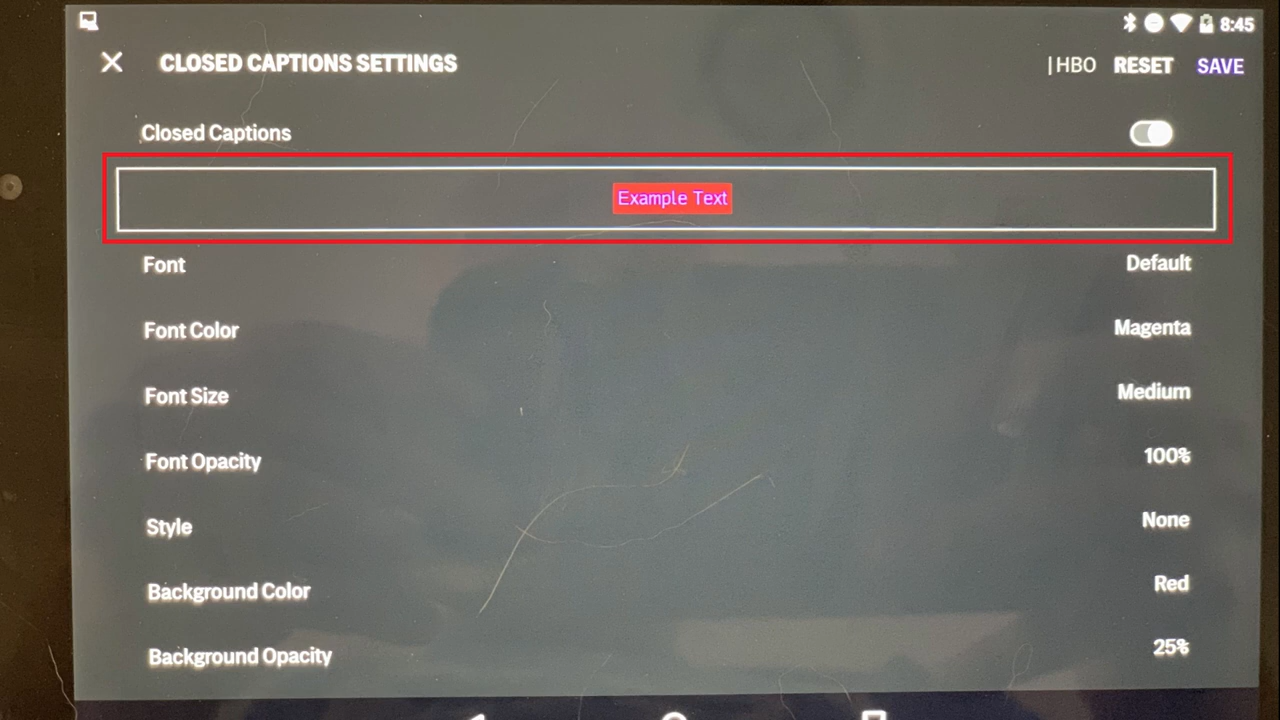 8:45
CLOSED CAPTIONS SETTINGS |HBO RESET SAVE
Closed Captions
Example Text
Font Default
Font Color Magenta
Font Size Medium
Font Opacity 100%
Style None
Background Color Red
Background Opacity 25%